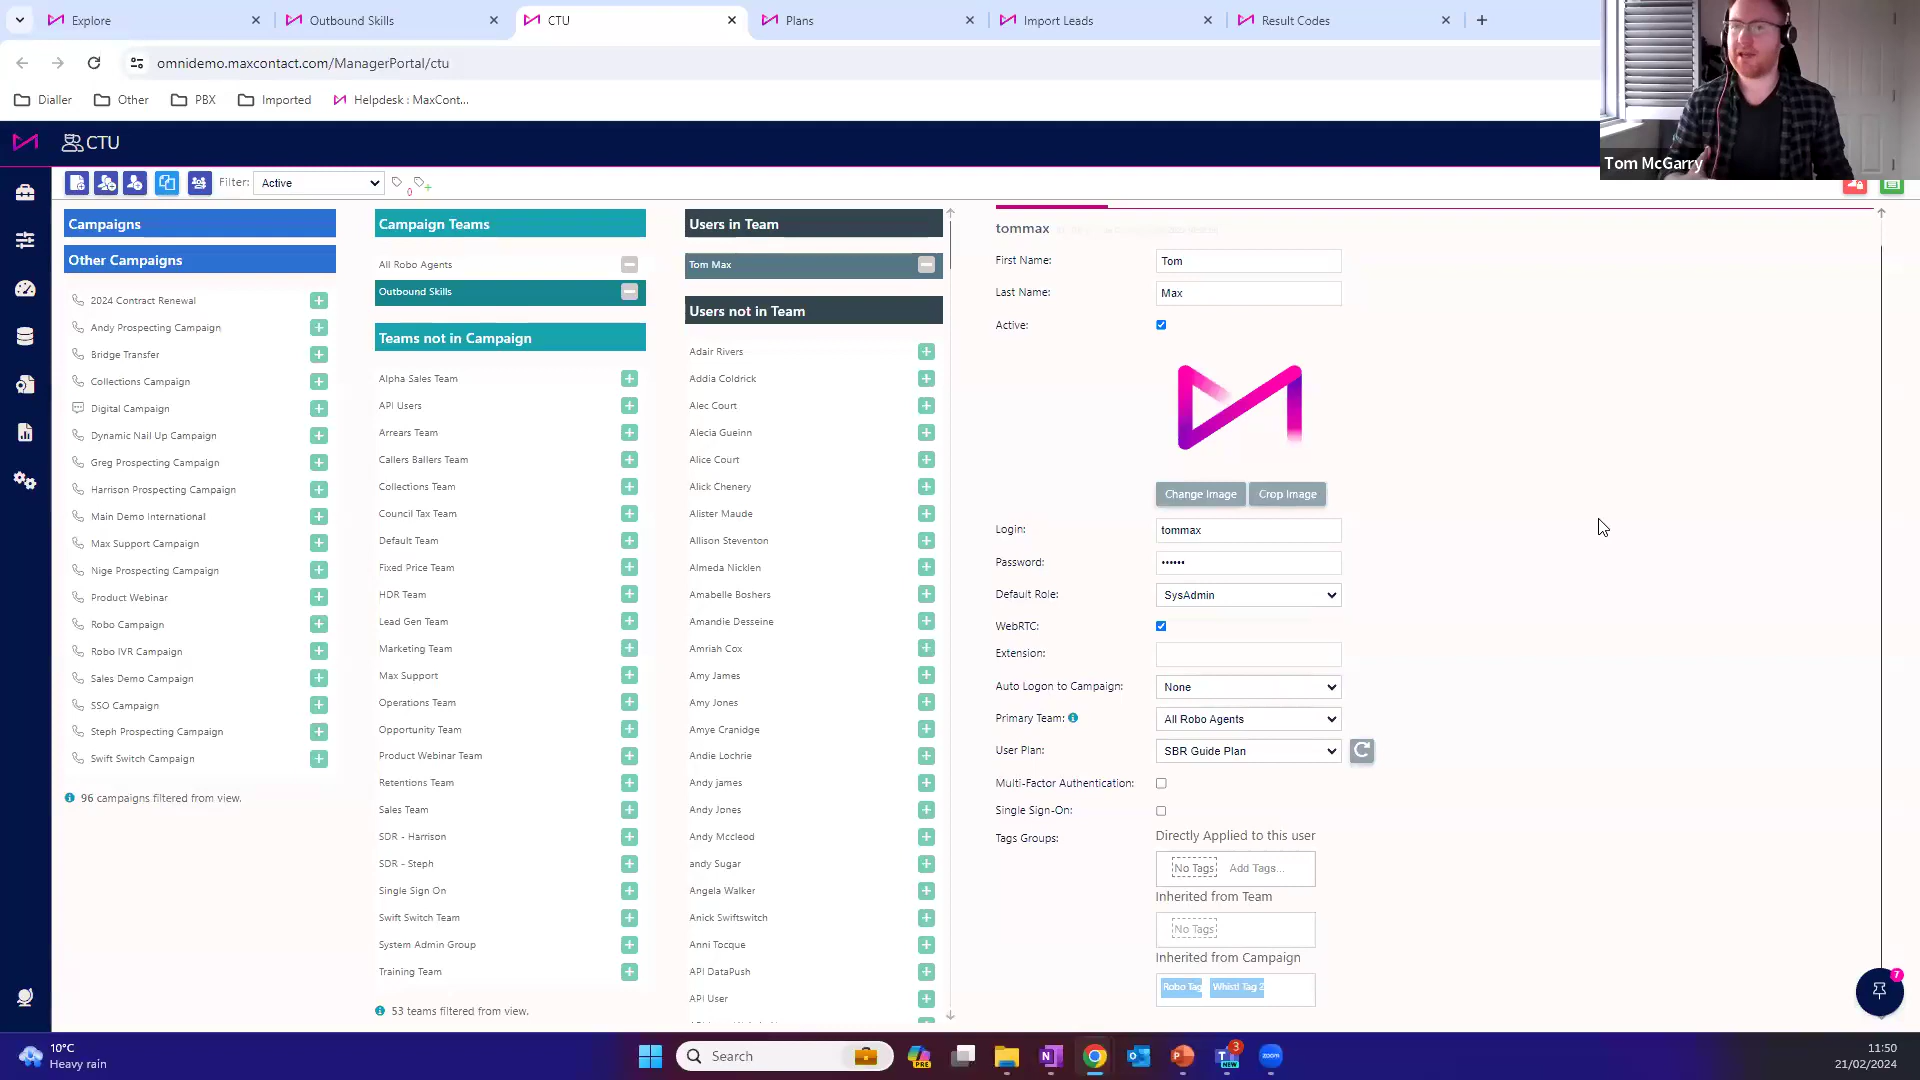 Explore
Outbound Skills
CTU
Plans
Import Leads
Result Codes
omnidemo.maxcontact.com/ManagerPortal/ctu
Dialler
Other
PBX
Imported
Helpdesk : MaxCont...
Tom McGarry
CTU
Filter:
Active
0
Campaigns
Other Campaigns
2024 Contract Renewal
Andy Prospecting Campaign
Bridge Transfer
Collections Campaign
Digital Campaign
Dynamic Nail Up Campaign
Greg Prospecting Campaign
Harrison Prospecting Campaign
Main Demo International
Max Support Campaign
Nige Prospecting Campaign
Product Webinar
Robo Campaign
Robo IVR Campaign
Sales Demo Campaign
SSO Campaign
Steph Prospecting Campaign
Swift Switch Campaign
96 campaigns filtered from view.
Campaign Teams
All Robo Agents
Outbound Skills
Teams not in Campaign
Alpha Sales Team
API Users
Arrears Team
Callers Ballers Team
Collections Team
Council Tax Team
Default Team
Fixed Price Team
HDR Team
Lead Gen Team
Marketing Team
Max Support
Operations Team
Opportunity Team
Product Webinar Team
Retentions Team
Sales Team
SDR - Harrison
SDR - Steph
Single Sign On
Swift Switch Team
System Admin Group
Training Team
53 teams filtered from view.
Users in Team
Tom Max
Users not in Team
Adair Rivers
Addia Coldrick
Alec Court
Alecia Gueinn
Alice Court
Alick Chenery
Alister Maude
Allison Steventon
Almeda Nicklen
Amabelle Boshers
Amandie Desseine
Amriah Cox
Amy James
Amy Jones
Amye Cranidge
Andie Lochrie
Andy james
Andy Jones
Andy Mccleod
andy Sugar
Angela Walker
Anick Swiftswitch
Anni Tocque
API DataPush
API User
tommax
First Name:
Tom
Last Name:
Max
Active:
Change Image
Crop Image
Login:
tommax
Password:
••••••
Default Role:
SysAdmin
WebRTC:
Extension:
Auto Logon to Campaign:
None
Primary Team:
All Robo Agents
User Plan:
SBR Guide Plan
Multi-Factor Authentication:
Single Sign-On:
Tags Groups:
Directly Applied to this user
No Tags
Add Tags...
Inherited from Team
No Tags
Inherited from Campaign
Robo Tag
Whistl Tag 2
7
10°C
Heavy rain
Search
PRE
3
NEW
zoom
11:50
21/02/2024